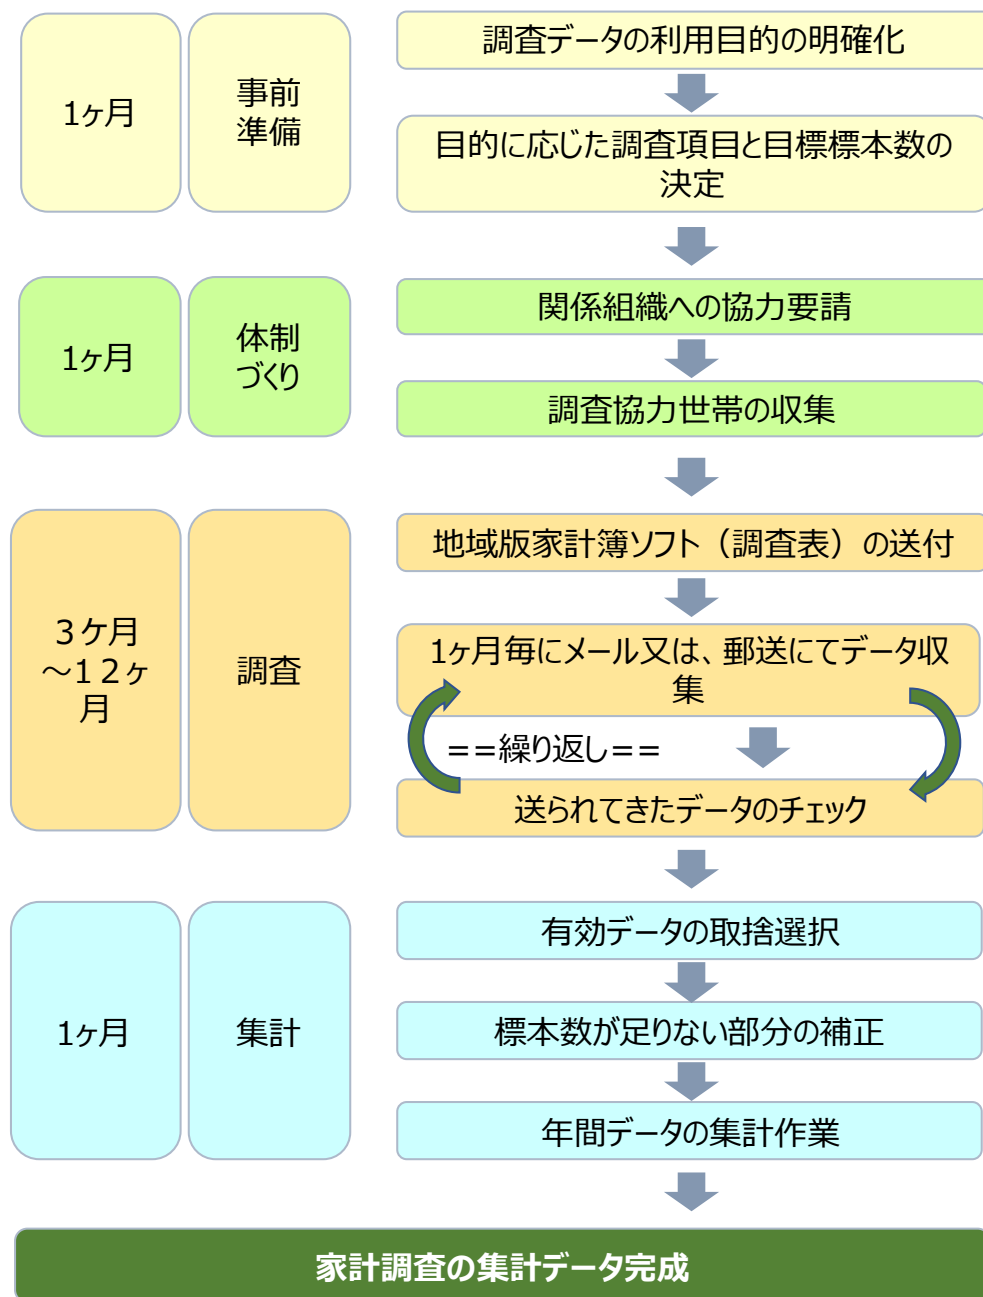 1ヶ月
事前
準備
調査データの利用目的の明確化
目的に応じた調査項目と目標標本数の
決定
1ヶ月
体制
づくり
関係組織への協力要請
調査協力世帯の収集
３ケ月
～１２ヶ
月
調査
地域版家計簿ソフト（調査表）の送付
1ヶ月毎にメール又は、郵送にてデータ収
集
==繰り返し==
送られてきたデータのチェック
1ヶ月
集計
有効データの取捨選択
標本数が足りない部分の補正
年間データの集計作業
家計調査の集計データ完成